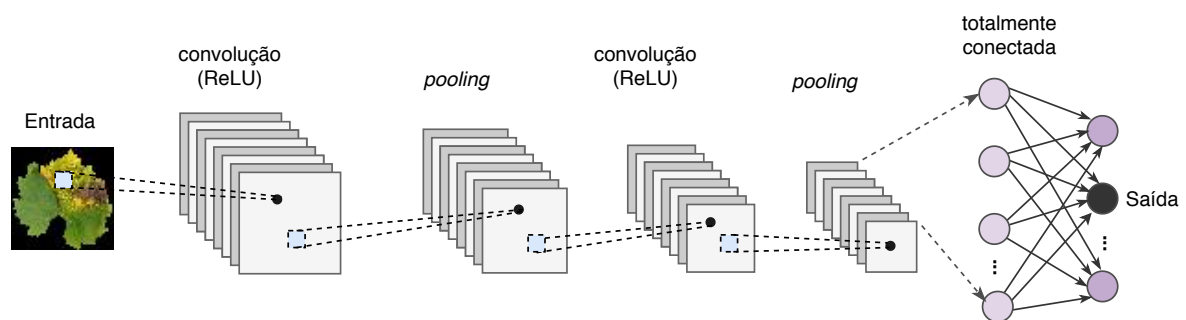 Entrada
convolução
(ReLU)
pooling
convolução
(ReLU)
pooling
totalmente
conectada
...
...
Saída